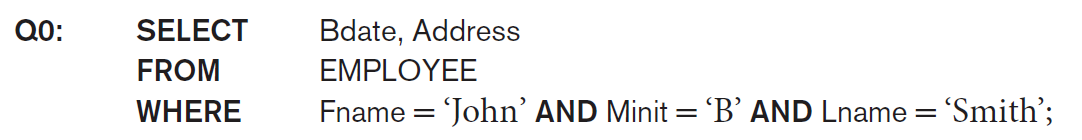 Q0: SELECT Bdate, Address
FROM EMPLOYEE
WHERE Fname = ‘John’ AND Minit = ‘B’ AND Lname = ‘Smith’;